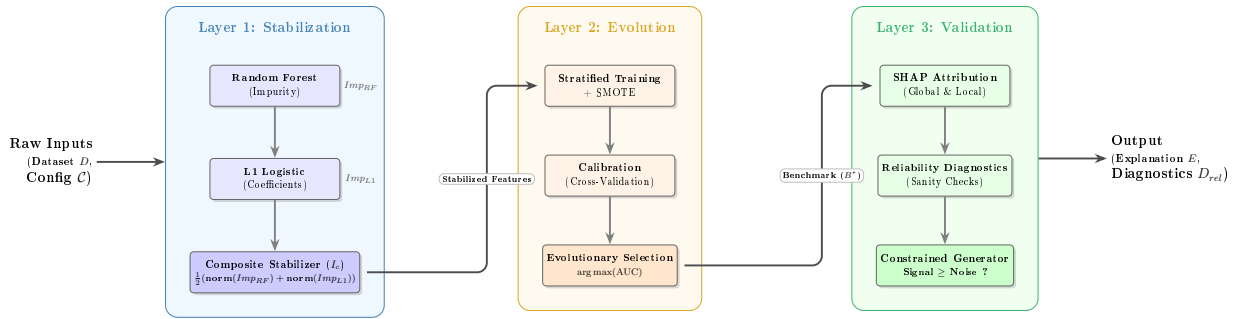 Raw Inputs
(Dataset D,
Config C)
Layer 1: Stabilization
Random Forest
(Impurity)
Imp_RF
L1 Logistic
(Coefficients)
Imp_L1
Composite Stabilizer (I_c)
½(norm(Imp_RF) + norm(Imp_L1))
Stabilized Features
Layer 2: Evolution
Stratified Training
+ SMOTE
Calibration
(Cross-Validation)
Evolutionary Selection
arg max(AUC)
Benchmark (B*)
Layer 3: Validation
SHAP Attribution
(Global & Local)
Reliability Diagnostics
(Sanity Checks)
Constrained Generator
Signal ≥ Noise ?
Output
(Explanation E,
Diagnostics D_rel)